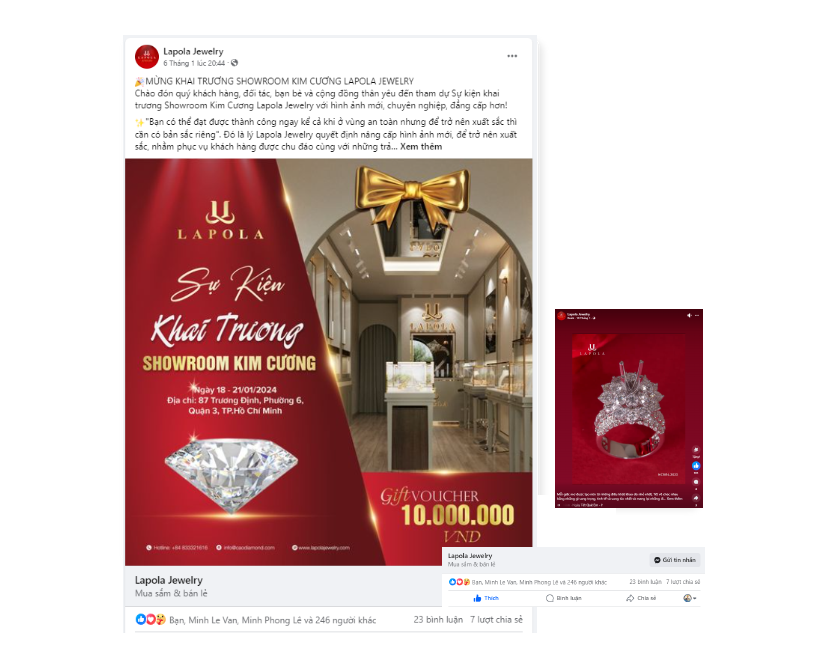 Lapola Jewelry
6 Tháng 1 lúc 20:44
MỪNG KHAI TRƯƠNG SHOWROOM KIM CƯƠNG LAPOLA JEWELRY
Chào đón quý khách hàng, đối tác, bạn bè và cộng đồng thân yêu đến tham dự Sự kiện khai
trương Showroom Kim Cương Lapola Jewelry với hình ảnh mới, chuyên nghiệp, đẳng cấp hơn!
"Bạn có thể đạt được thành công ngay kể cả khi ở vùng an toàn nhưng để trở nên xuất sắc thì
cần có bản sắc riêng". Đó là lý Lapola Jewelry quyết định nâng cấp hình ảnh mới, để trở nên xuất
sắc, nhằm phục vụ khách hàng được chu đáo cùng với những trả... Xem thêm
LAPOLA
Sự Kiện
Khai Trương
SHOWROOM KIM CƯƠNG
Ngày 18 - 21/01/2024
Địa chỉ: 87 Trương Định, Phường 6,
Quận 3, TP.Hồ Chí Minh
LAPOLA
Gift VOUCHER
10.000.000
VND
info@caodiamond.com
www.lapolajewelry.com
Lapola Jewelry
Mua sắm & bán lẻ
Bạn, Minh Le Van, Minh Phong Lê và 246 người khác
23 bình luận 7 lượt chia sẻ
Lapola Jewelry
LAPOLA
Lapola Jewelry
Mua sắm & bán lẻ
Gửi tin nhắn
Bạn, Minh Le Van, Minh Phong Lê và 246 người khác
23 bình luận 7 lượt chia sẻ
Thích
Bình luận
Chia sẻ